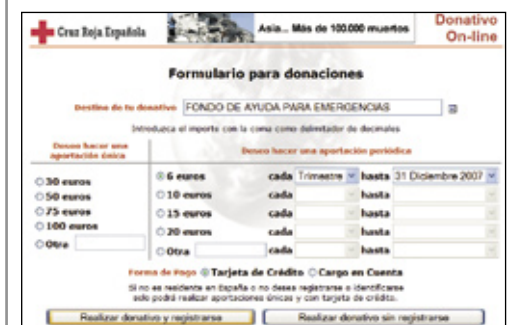 Cruz Roja Española
Asia... Más de 100.000 muertos
Donativo
On-line
Formulario para donaciones
Destino de tu donativo FONDO DE AYUDA PARA EMERGENCIAS
Introduzca el importe con la coma como delimitador de decimales
Deseo hacer una
aportación única
Deseo hacer una aportación periódica
30 euros
50 euros
75 euros
100 euros
Otra
6 euros cada Trimestre hasta 31 Diciembre 2007
10 euros cada hasta
15 euros cada hasta
20 euros cada hasta
Otra cada hasta
Forma de Pago Tarjeta de Crédito Cargo en Cuenta
Si no es residente en España o no desea registrarse o identificarse
solo podrá realizar aportaciones únicas y con tarjeta de crédito.
Realizar donativo y registrarse
Realizar donativo sin registrarse